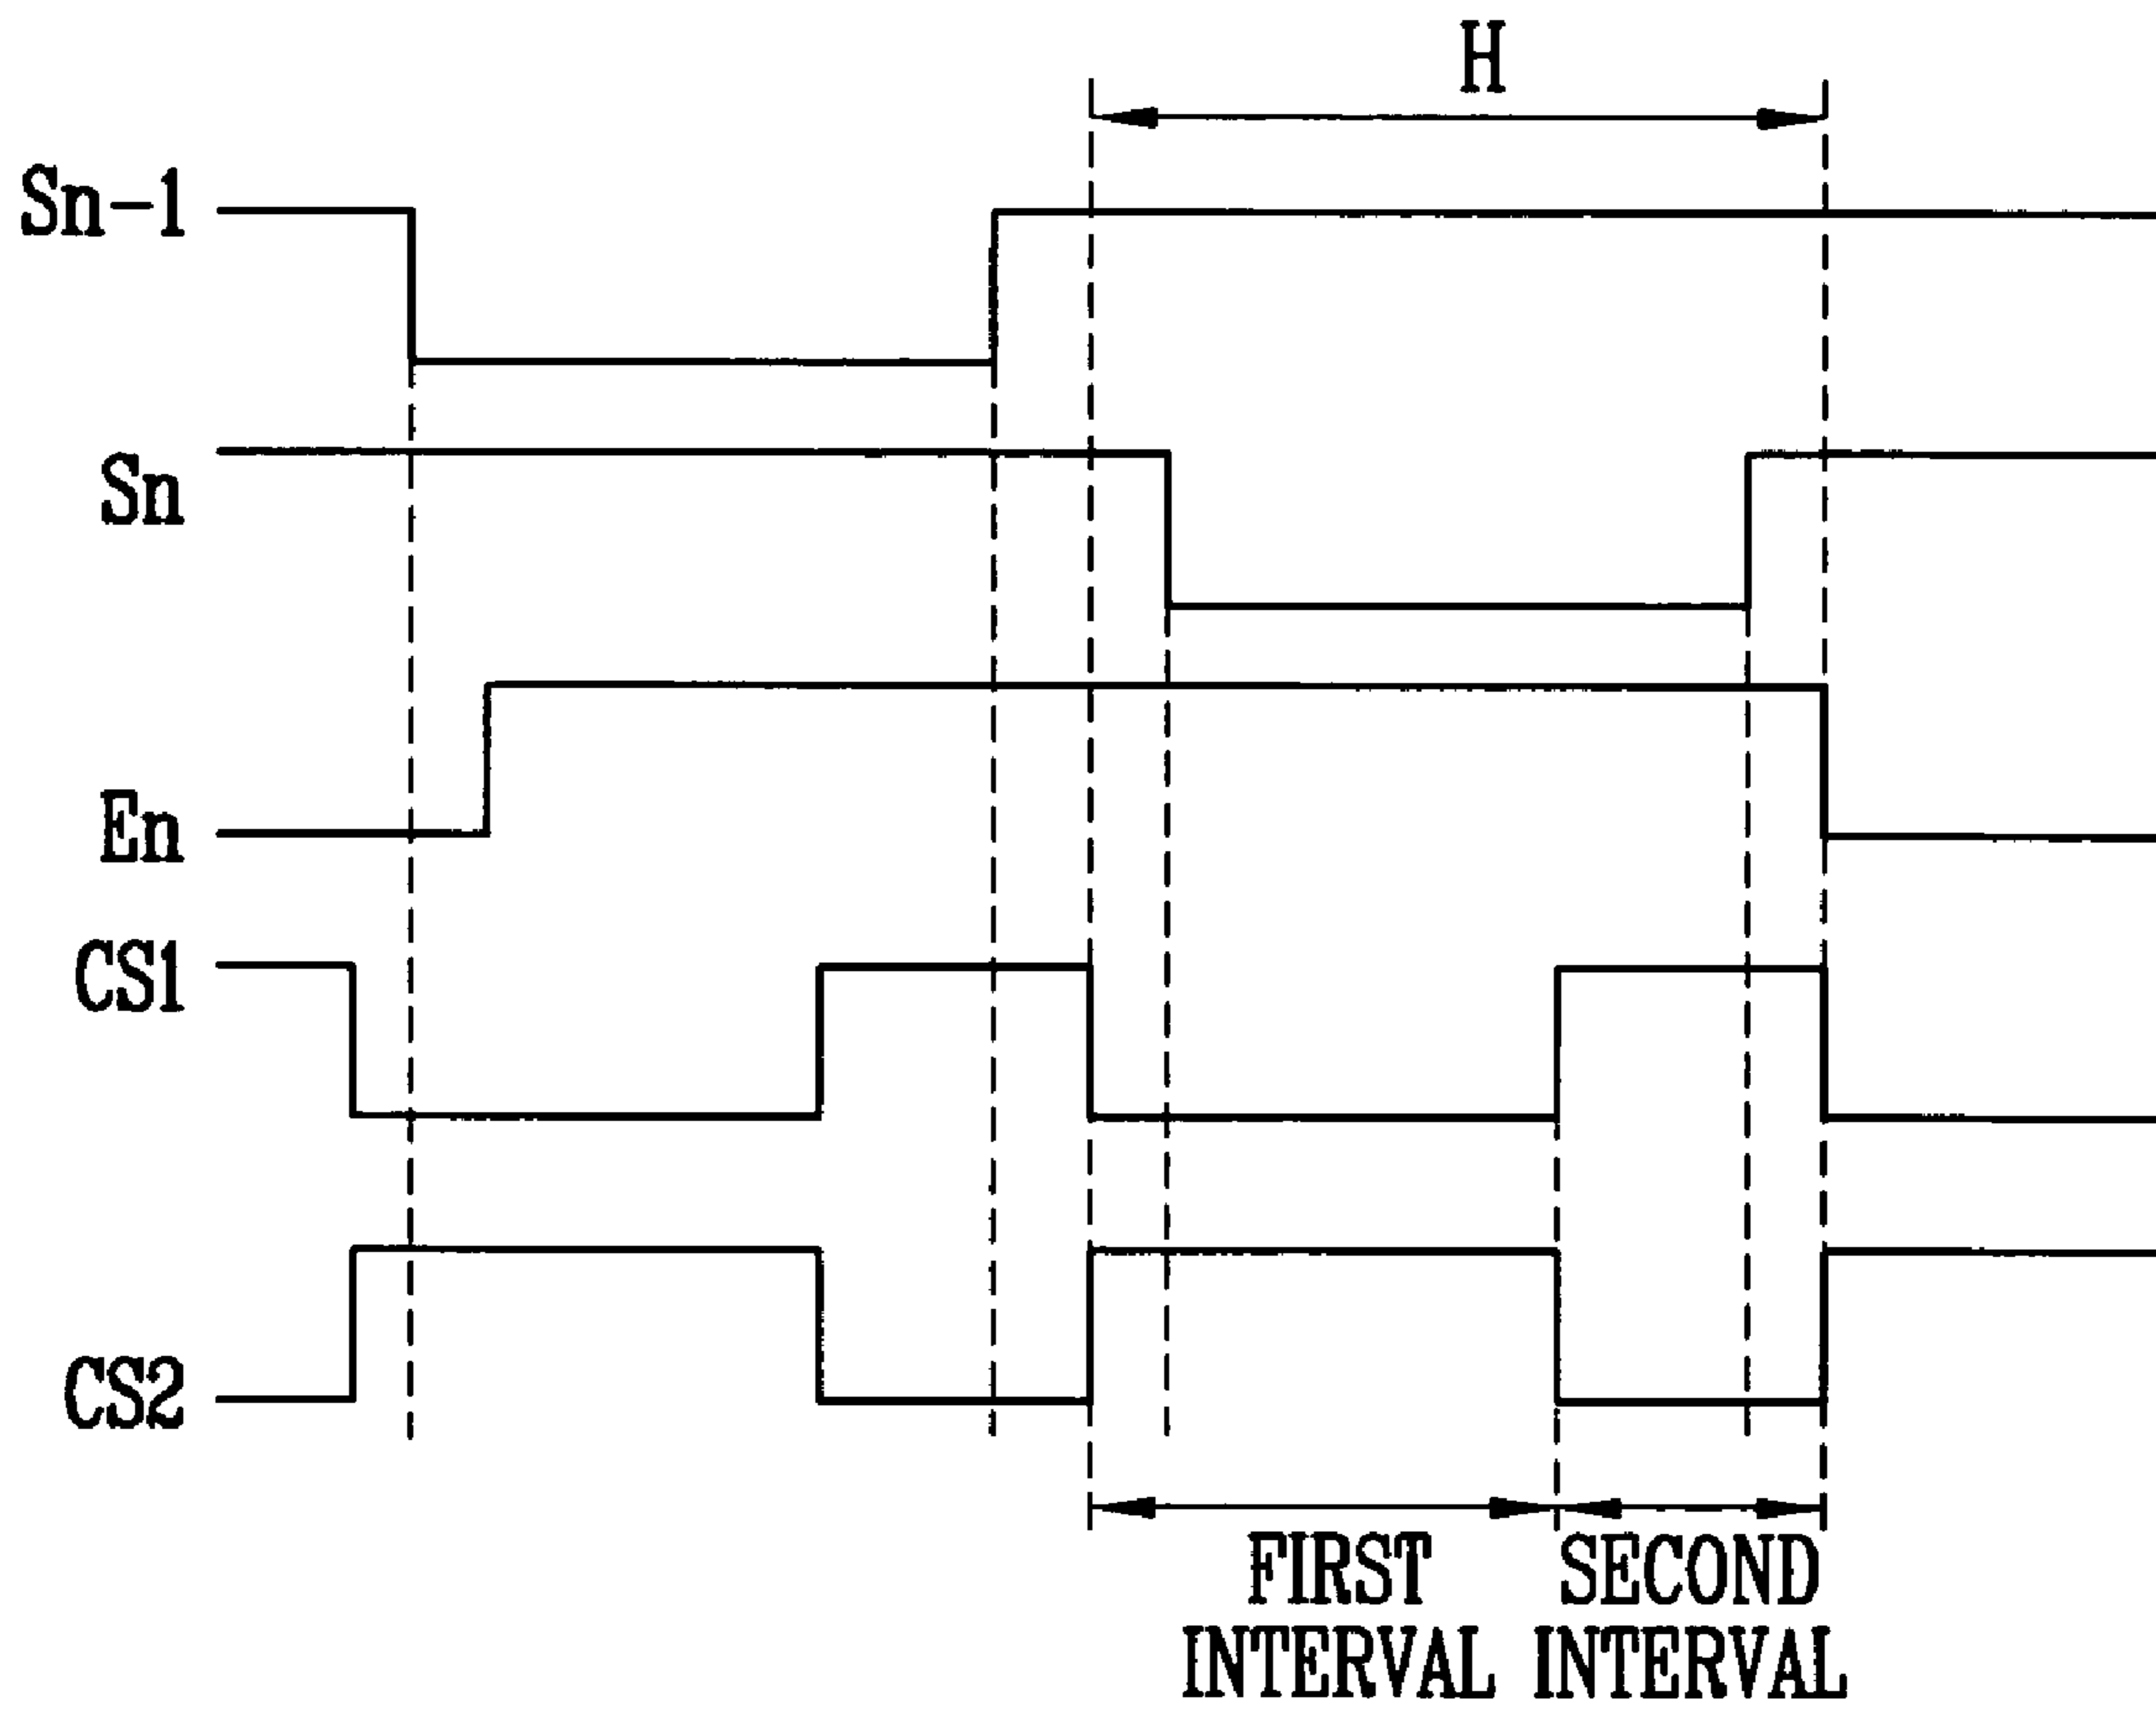 H
Sn-1
Sn
En
CS1
CS2
FIRST INTERVAL
SECOND INTERVAL